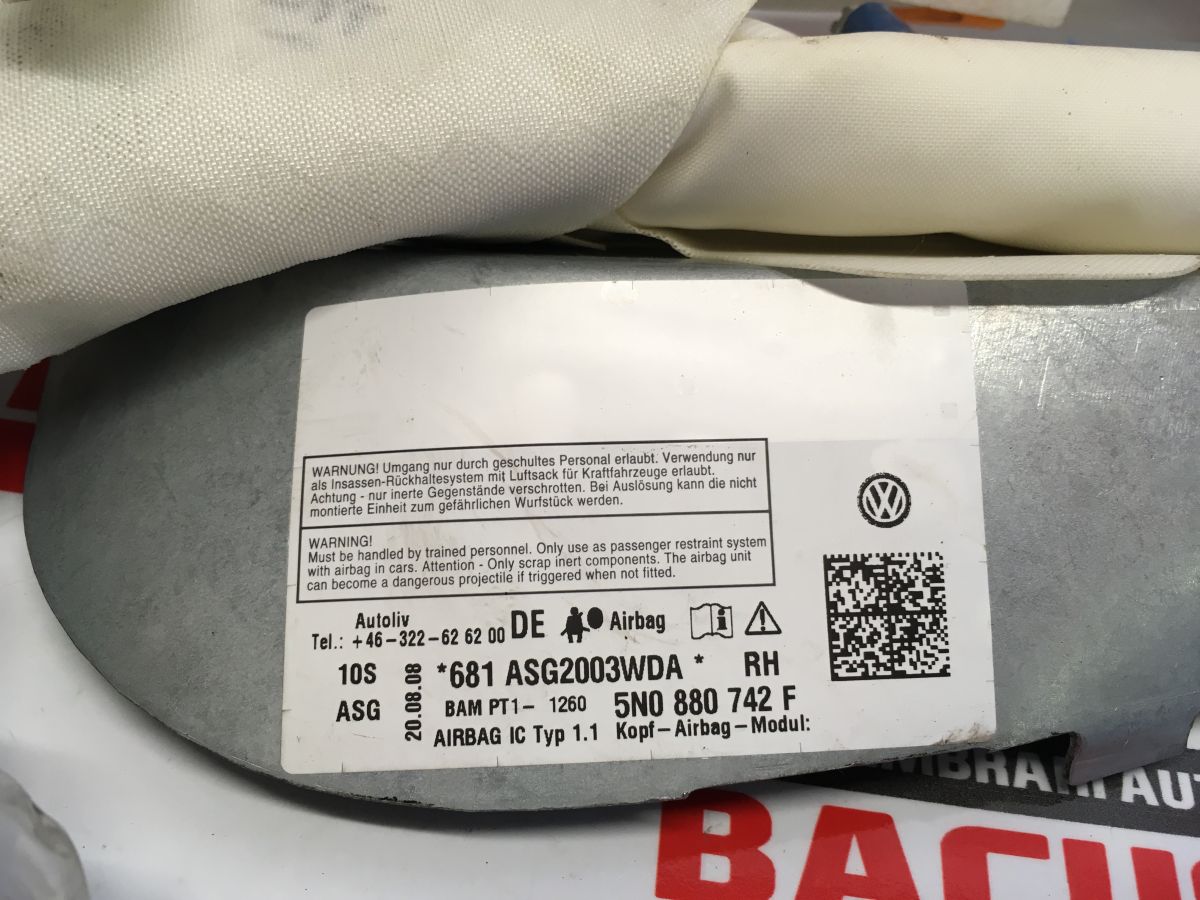 WARNUNG! Umgang nur durch geschultes Personal erlaubt. Verwendung nur
als Insassen-Rückhaltesystem mit Luftsack für Kraftfahrzeuge erlaubt.
Achtung - nur inerte Gegenstände verschrotten. Bei Auslösung kann die nicht
montierte Einheit zum gefährlichen Wurfstück werden.
WARNING!
Must be handled by trained personnel. Only use as passenger restraint system
with airbag in cars. Attention - Only scrap inert components. The airbag unit
can become a dangerous projectile if triggered when not fitted.
Autoliv
Tel.: +46-322-62 62 00 DE Airbag
10S *681 ASG2003WDA * RH
ASG 20.08.08 BAM PT1- 1260 5N0 880 742 F
AIRBAG IC Typ 1.1 Kopf-Airbag-Modul:
VW
AUT
BACU